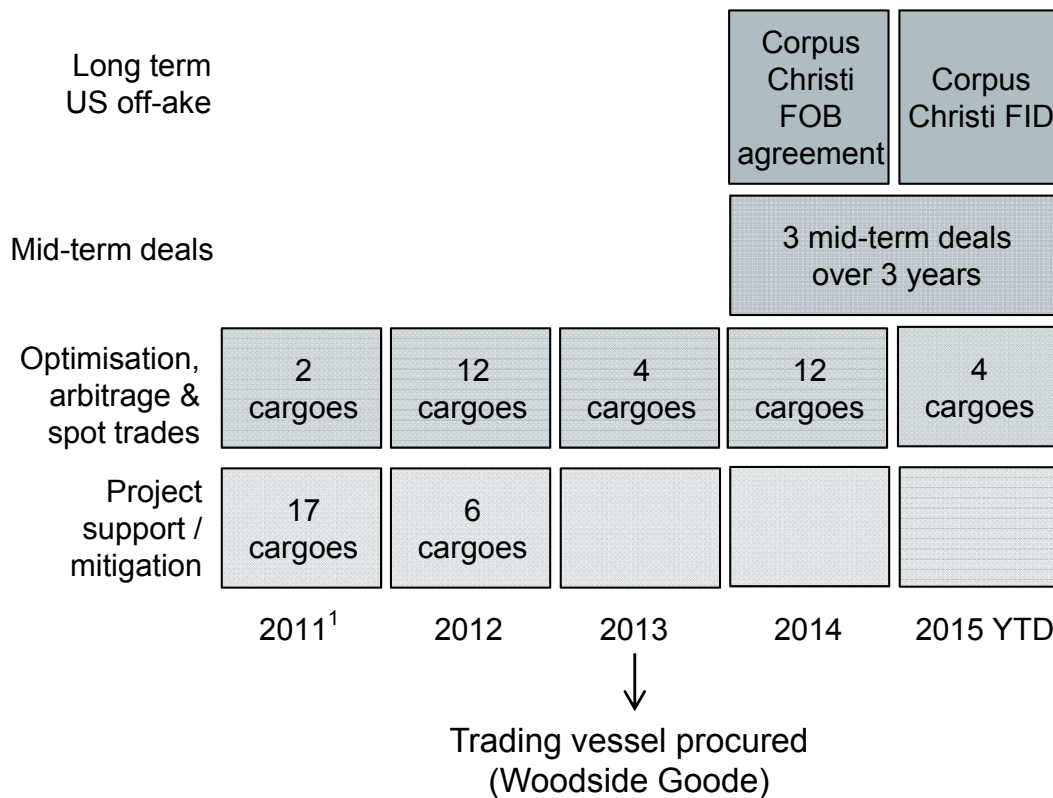 Long term
US off-ake
Corpus
Christi
FOB
agreement
Corpus
Christi FID
Mid-term deals
3 mid-term deals
over 3 years
Optimisation,
arbitrage &
spot trades
2
cargoes
12
cargoes
4
cargoes
12
cargoes
4
cargoes
Project
support /
mitigation
17
cargoes
6
cargoes
2011¹ 2012 2013 2014 2015 YTD
Trading vessel procured
(Woodside Goode)